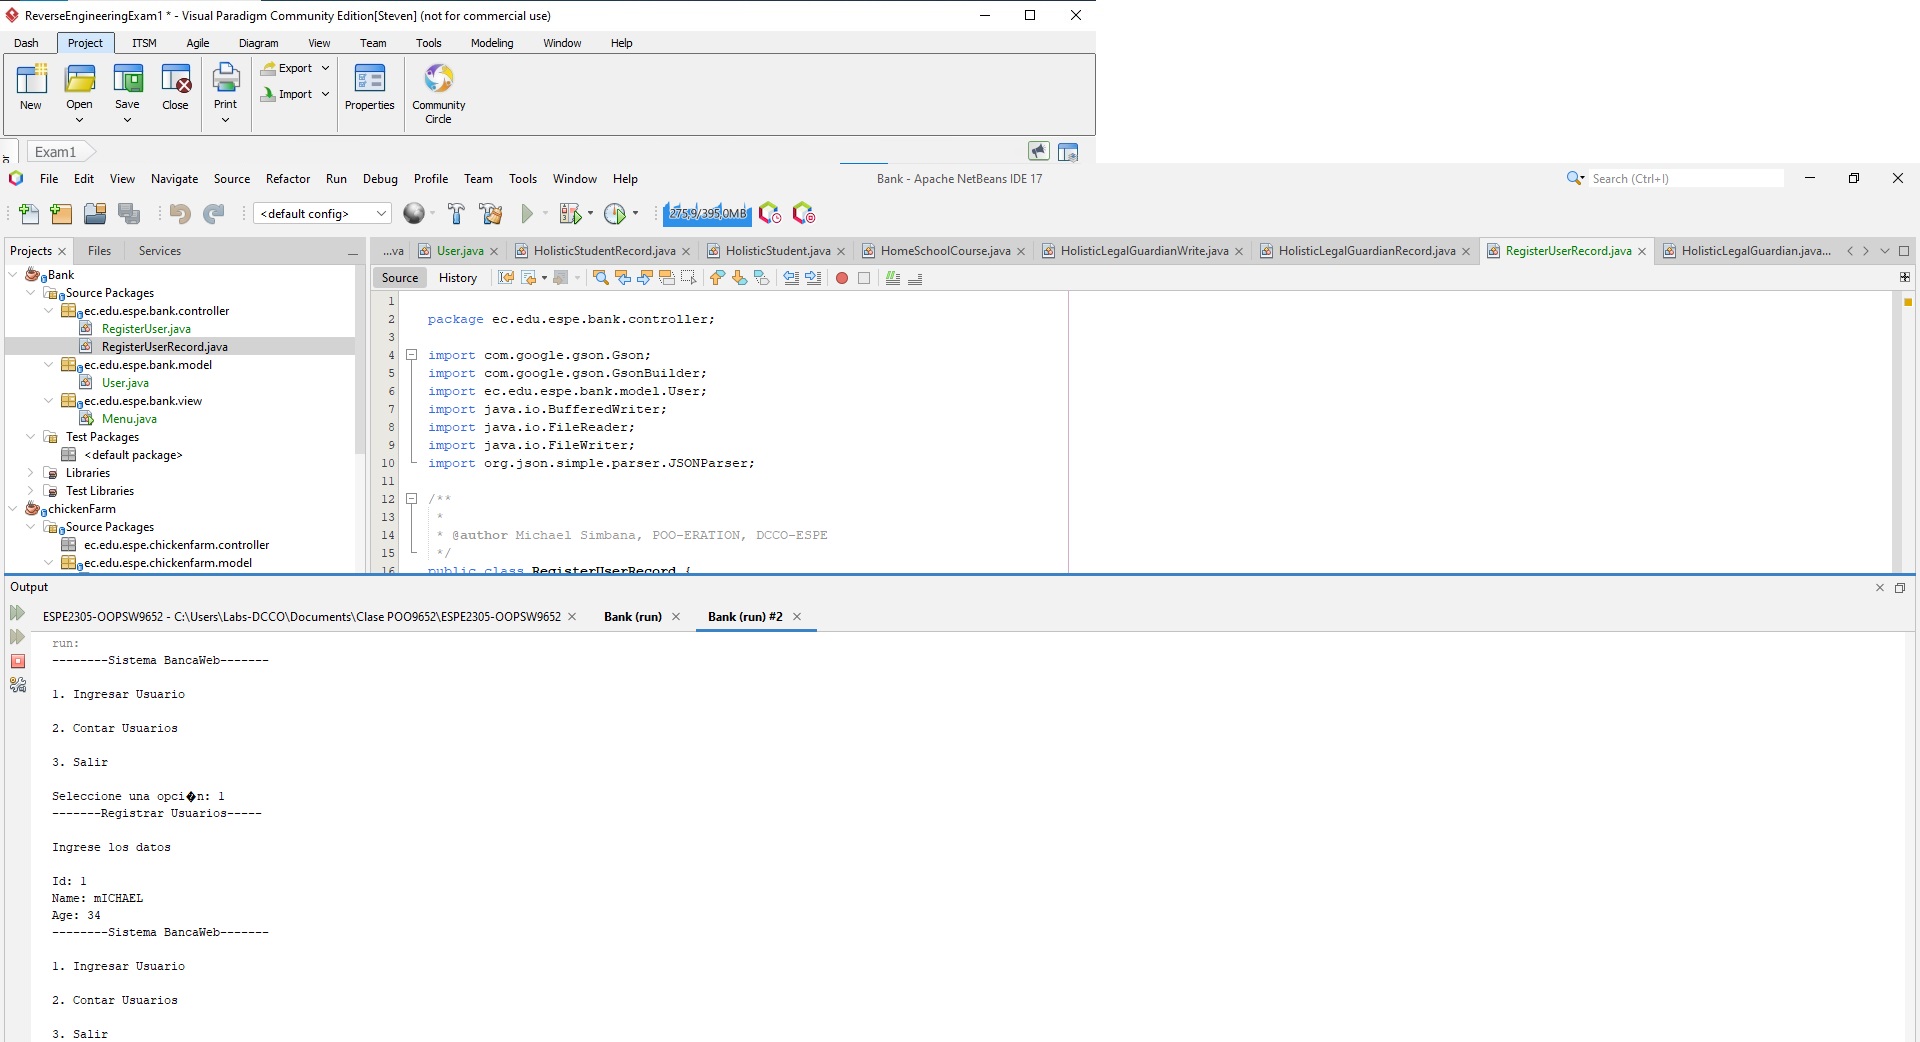 ReverseEngineeringExam1 * - Visual Paradigm Community Edition[Steven] (not for commercial use)
Dash Project ITSM Agile Diagram View Team Tools Modeling Window Help
New Open Save Close Print Export Import Properties Community Circle
Exam1
File Edit View Navigate Source Refactor Run Debug Profile Team Tools Window Help Bank - Apache NetBeans IDE 17 Search (Ctrl+I)
<default config> 275,9/395,0MB
Projects Files Services
...va User.java HolisticStudentRecord.java HolisticStudent.java HomeSchoolCourse.java HolisticLegalGuardianWrite.java HolisticLegalGuardianRecord.java RegisterUserRecord.java HolisticLegalGuardian.java...
Source History
Bank
Source Packages
ec.edu.espe.bank.controller
RegisterUser.java
RegisterUserRecord.java
ec.edu.espe.bank.model
User.java
ec.edu.espe.bank.view
Menu.java
Test Packages
<default package>
Libraries
Test Libraries
chickenFarm
Source Packages
ec.edu.espe.chickenfarm.controller
ec.edu.espe.chickenfarm.model
1
2 package ec.edu.espe.bank.controller;
3
4 import com.google.gson.Gson;
5 import com.google.gson.GsonBuilder;
6 import ec.edu.espe.bank.model.User;
7 import java.io.BufferedWriter;
8 import java.io.FileReader;
9 import java.io.FileWriter;
10 import org.json.simple.parser.JSONParser;
11
12 /**
13 *
14 * @author Michael Simbana, POO-ERATION, DCCO-ESPE
15 */
16 public class RegisterUserRecord {
Output
ESPE2305-OOPSW9652 - C:\Users\Labs-DCCO\Documents\Clase POO9652\ESPE2305-OOPSW9652 Bank (run) Bank (run) #2
run:
--------Sistema BancaWeb-------
1. Ingresar Usuario
2. Contar Usuarios
3. Salir
Seleccione una opci�n: 1
-------Registrar Usuarios-----
Ingrese los datos
Id: 1
Name: mICHAEL
Age: 34
--------Sistema BancaWeb-------
1. Ingresar Usuario
2. Contar Usuarios
3. Salir